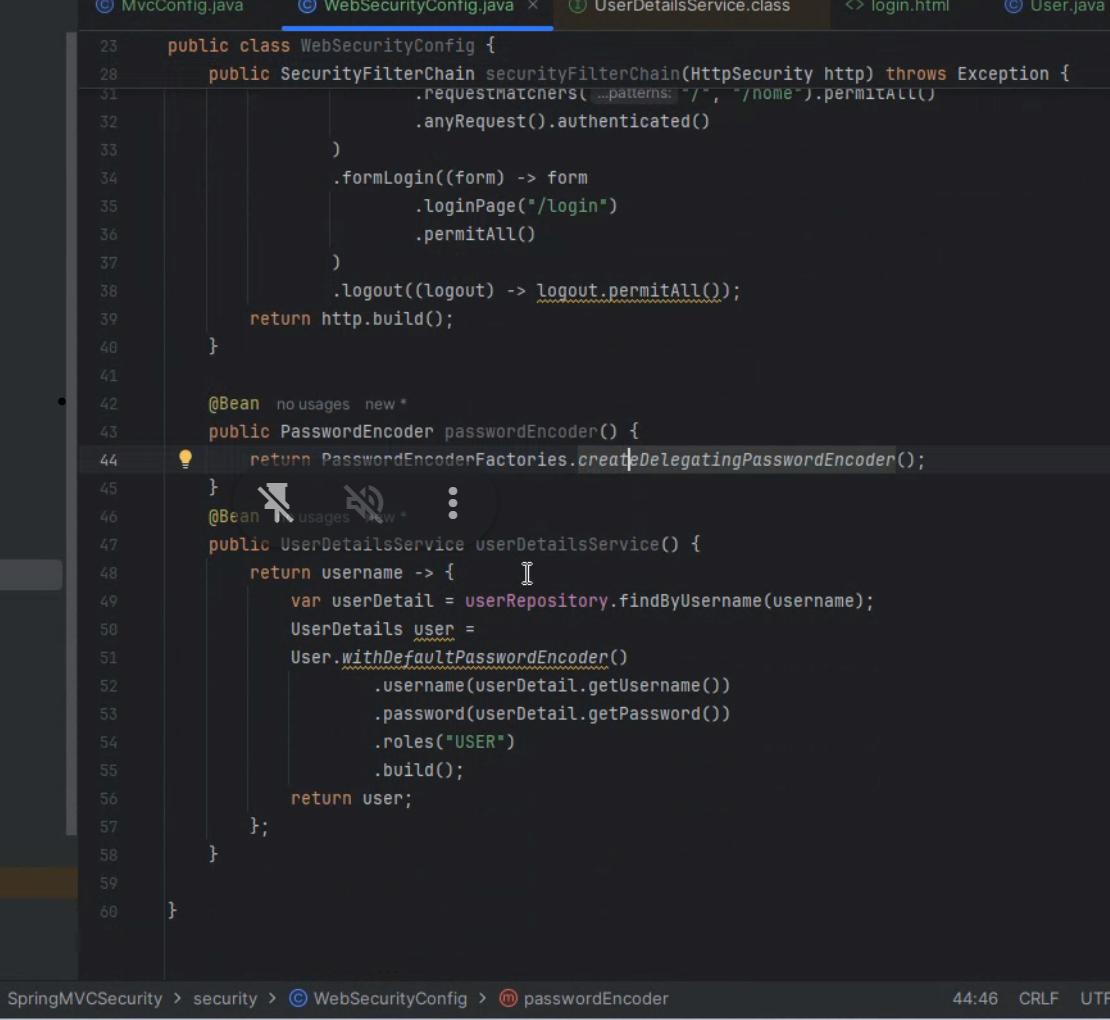 MvcConfig.java WebSecurityConfig.java UserDetailsService.class login.html User.java
23 public class WebSecurityConfig {
28 public SecurityFilterChain securityFilterChain(HttpSecurity http) throws Exception {
31 .requestMatchers( ...patterns: "/", "/home").permitAll()
32 .anyRequest().authenticated()
33 )
34 .formLogin((form) -> form
35 .loginPage("/login")
36 .permitAll()
37 )
38 .logout((logout) -> logout.permitAll());
39 return http.build();
40 }
41
42 @Bean no usages new *
43 public PasswordEncoder passwordEncoder() {
44 return PasswordEncoderFactories.createDelegatingPasswordEncoder();
45 }
46 @Bean no usages new *
47 public UserDetailsService userDetailsService() {
48 return username -> {
49 var userDetail = userRepository.findByUsername(username);
50 UserDetails user =
51 User.withDefaultPasswordEncoder()
52 .username(userDetail.getUsername())
53 .password(userDetail.getPassword())
54 .roles("USER")
55 .build();
56 return user;
57 };
58 }
59
60 }
SpringMVCSecurity > security > WebSecurityConfig > passwordEncoder 44:46 CRLF UTF